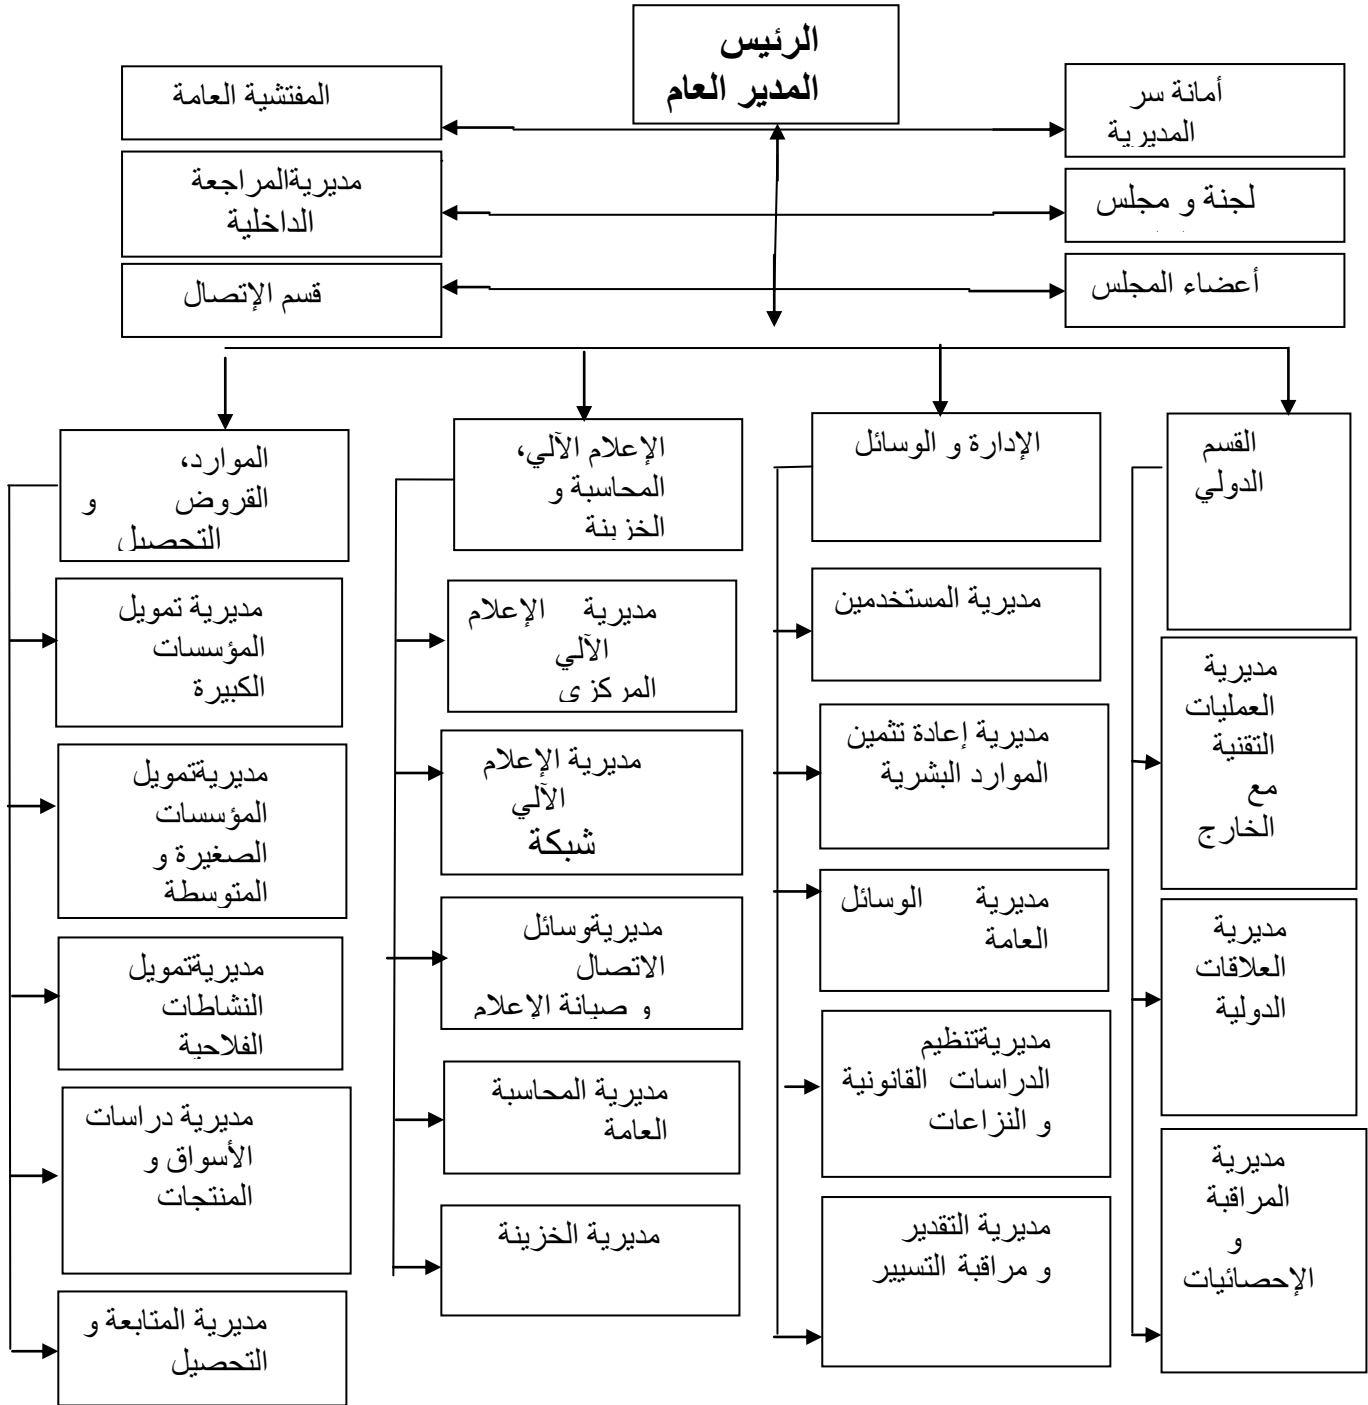 الرئيس
المدير العام
أمانة سر
المديرية
المفتشية العامة
لجنة و مجلس
مديريةالمراجعة
الداخلية
أعضاء المجلس
قسم الإتصال
القسم
الدولي
مديرية
العمليات
التقنية
مع
الخارج
مديرية
العلاقات
الدولية
مديرية
المراقبة
و
الإحصائيات
الإدارة و الوسائل
مديرية المستخدمين
مديرية إعادة تثمين
الموارد البشرية
مديرية الوسائل
العامة
مديريةتنظيم
الدراسات القانونية
و النزاعات
مديرية التقدير
و مراقبة التسيير
الإعلام الآلي،
المحاسبة و
الخزينة
مديرية الإعلام
الآلي
المركزي
مديرية الإعلام
الآلي
شبكة
مديريةوسائل
الاتصال
و صيانة الإعلام
مديرية المحاسبة
العامة
مديرية الخزينة
الموارد،
القروض و
التحصيل
مديرية تمويل
المؤسسات
الكبيرة
مديريةتمويل
المؤسسات
الصغيرة و
المتوسطة
مديريةتمويل
النشاطات
الفلاحية
مديرية دراسات
الأسواق و
المنتجات
مديرية المتابعة و
التحصيل